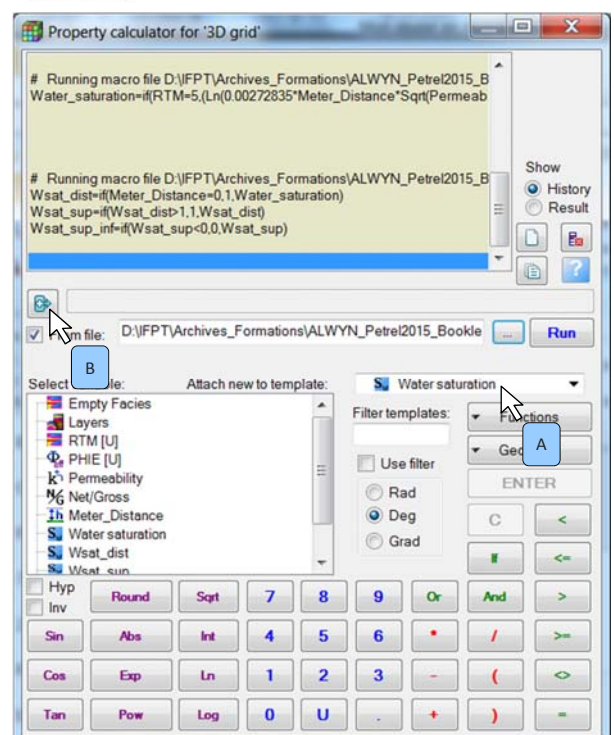 Property calculator for '3D grid'
# Running macro file D:\IFPT\Archives_Formations\ALWYN_Petrel2015_B
Water_saturation=if(RTM=5,(Ln(0.00272835*Meter_Distance*Sqrt(Permeab
# Running macro file D:\IFPT\Archives_Formations\ALWYN_Petrel2015_B
Wsat_dist=if(Meter_Distance=0,1,Water_saturation)
Wsat_sup=if(Wsat_dist>1,1,Wsat_dist)
Wsat_sup_inf=if(Wsat_sup<0,0,Wsat_sup)
Show
History
Result
file: D:\IFPT\Archives_Formations\ALWYN_Petrel2015_Bookle ... Run
B
Select Attach new to template: Water saturation
A
Empty Facies
Layers
RTM [U]
PHIE [U]
Permeability
Net/Gross
Meter_Distance
Water saturation
Wsat_dist
Wsat_sup
Filter templates:
Use filter
Rad
Deg
Grad
ENTER
C <
If <=
Hyp
Inv
Round Sqrt 7 8 9 Or And >
Sin Abs Int 4 5 6 * / >=
Cos Exp Ln 1 2 3 - ( <>
Tan Pow Log 0 U . + ) =